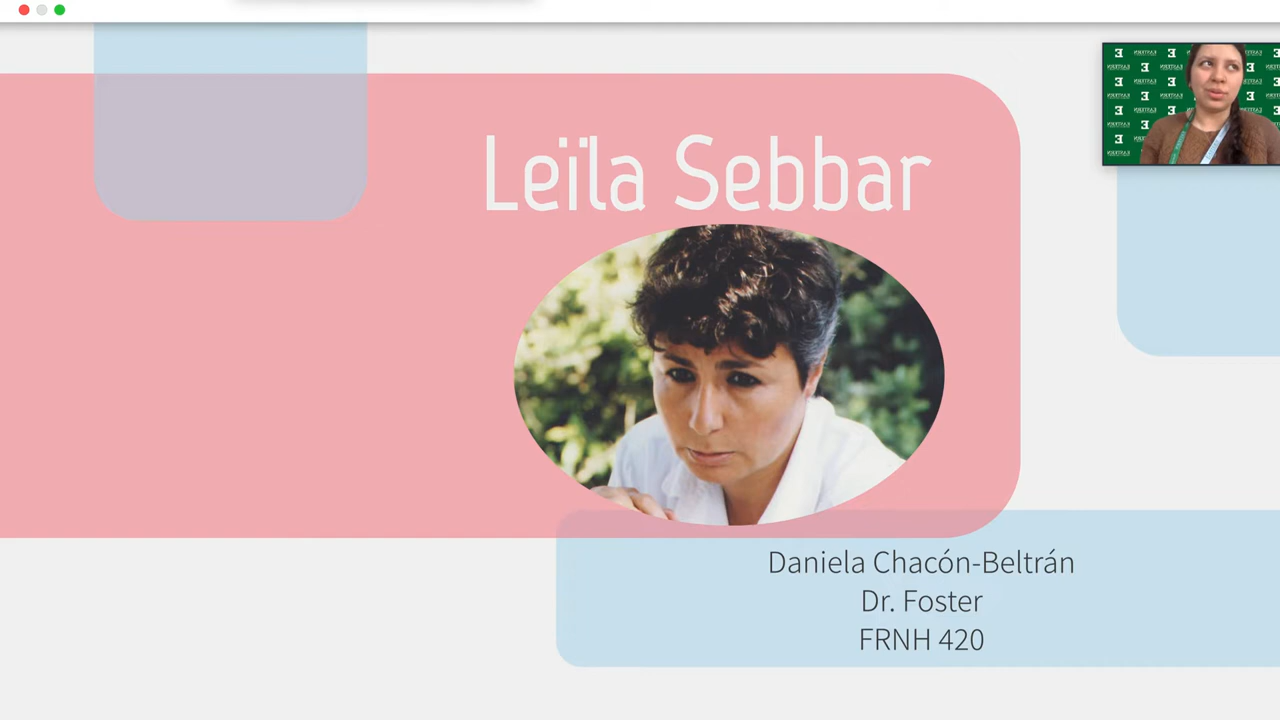 Leïla Sebbar
Daniela Chacón-Beltrán
Dr. Foster
FRNH 420